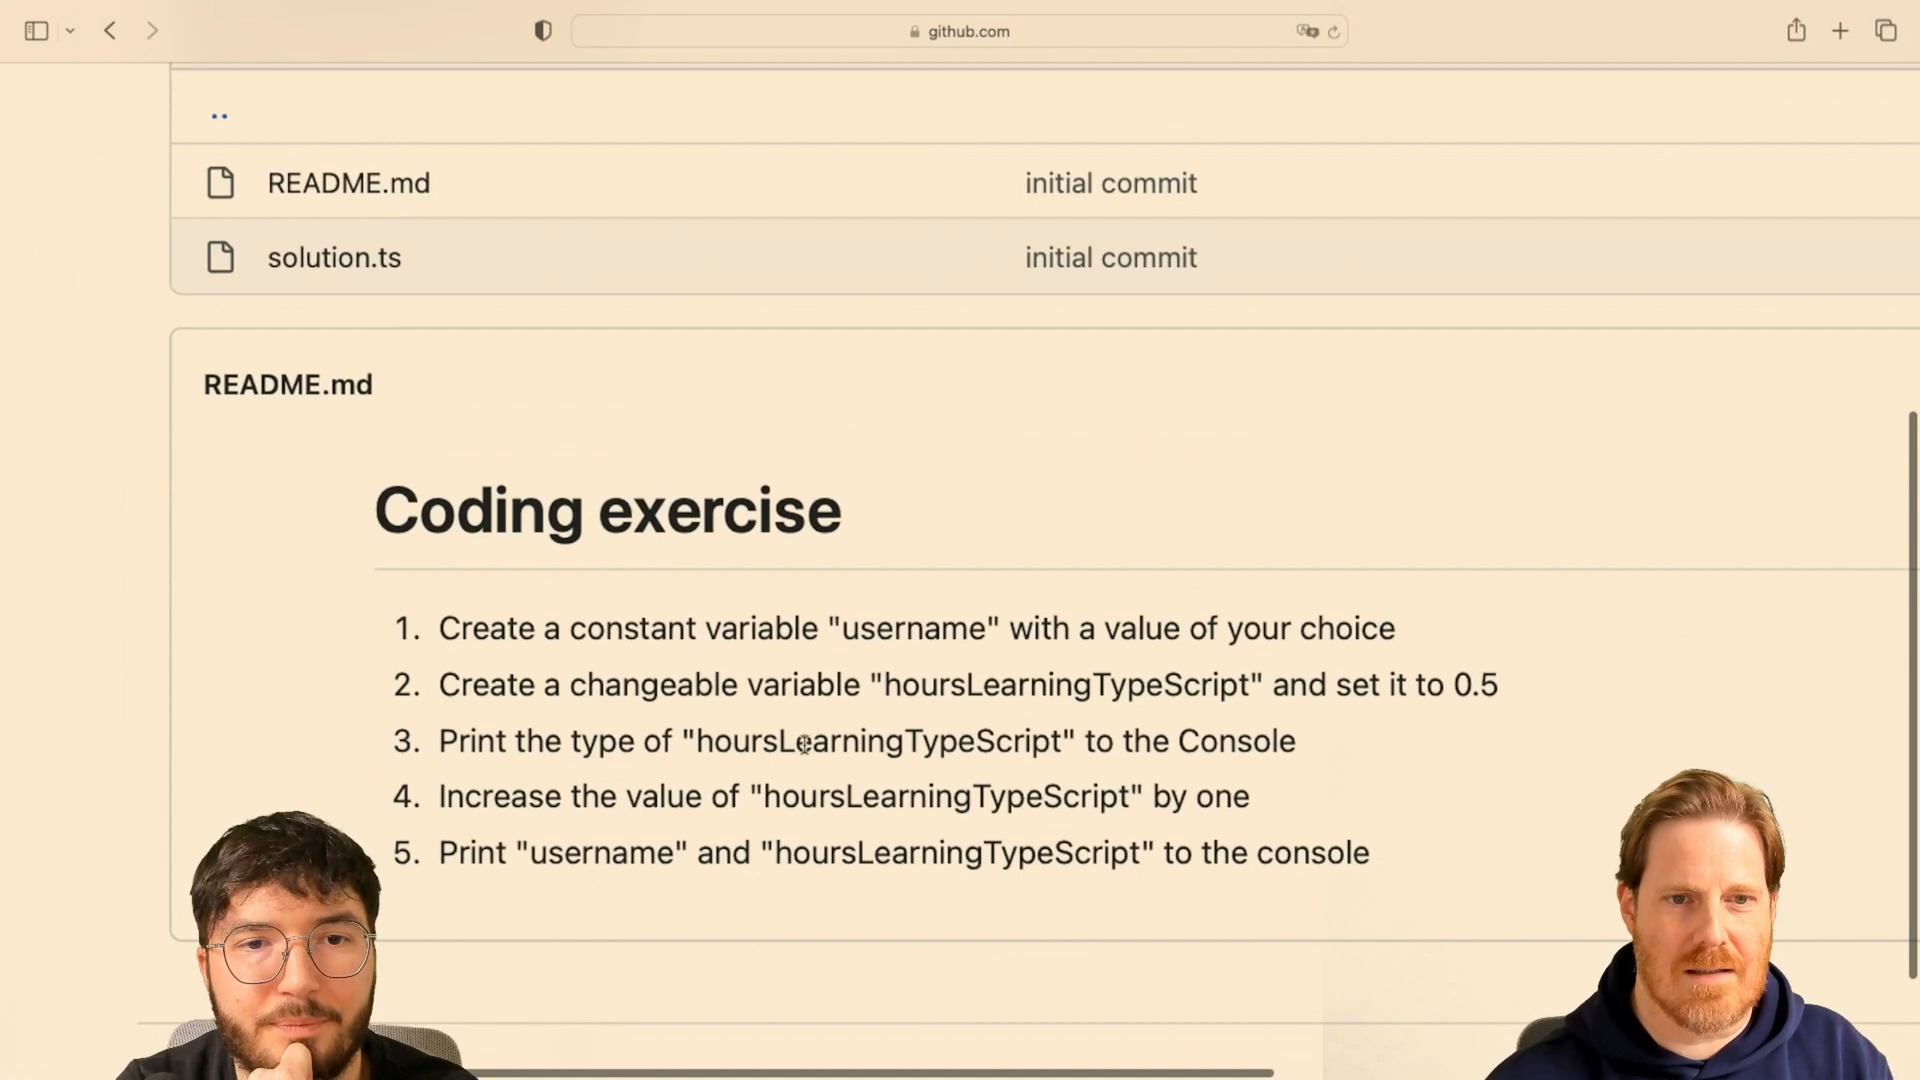 github.com
..
README.md initial commit
solution.ts initial commit
README.md
Coding exercise
1. Create a constant variable "username" with a value of your choice
2. Create a changeable variable "hoursLearningTypeScript" and set it to 0.5
3. Print the type of "hoursLearningTypeScript" to the Console
4. Increase the value of "hoursLearningTypeScript" by one
5. Print "username" and "hoursLearningTypeScript" to the console